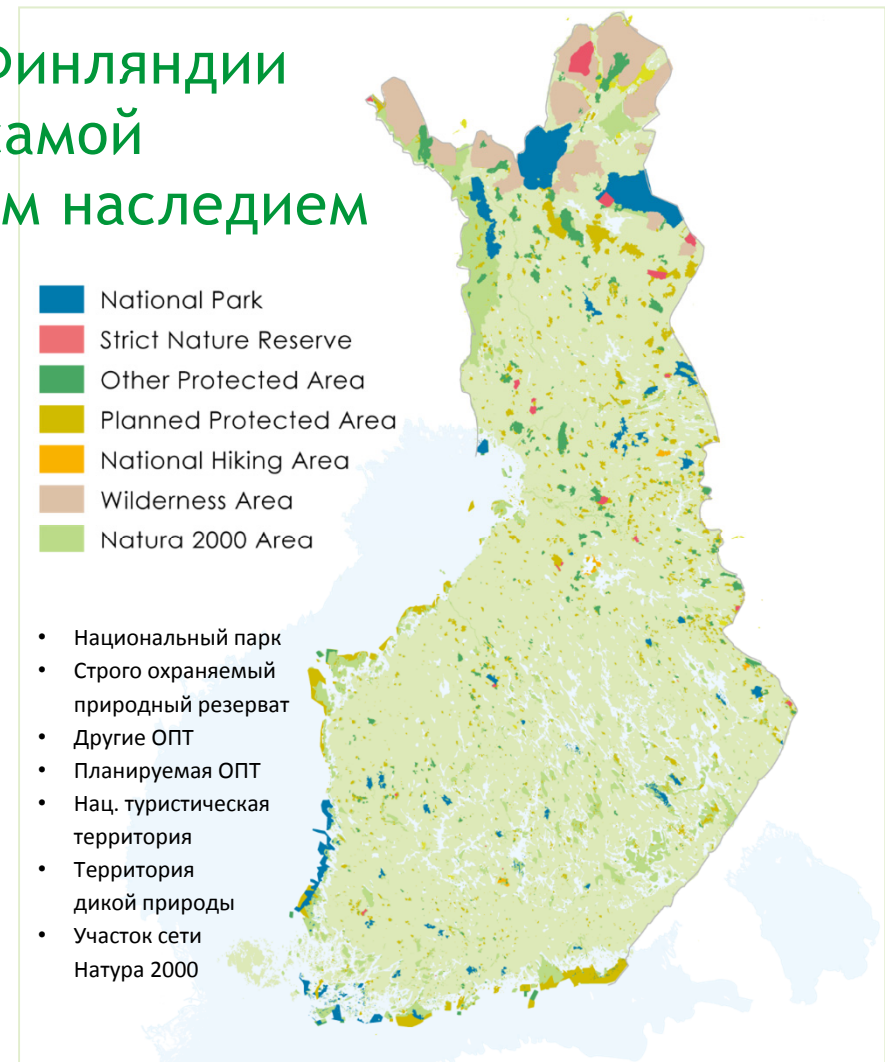 Финляндии
самой
м наследием
National Park
Strict Nature Reserve
Other Protected Area
Planned Protected Area
National Hiking Area
Wilderness Area
Natura 2000 Area
• Национальный парк
• Строго охраняемый
природный резерват
• Другие ОПТ
• Планируемая ОПТ
• Нац. туристическая
территория
• Территория
дикой природы
• Участок сети
Натура 2000